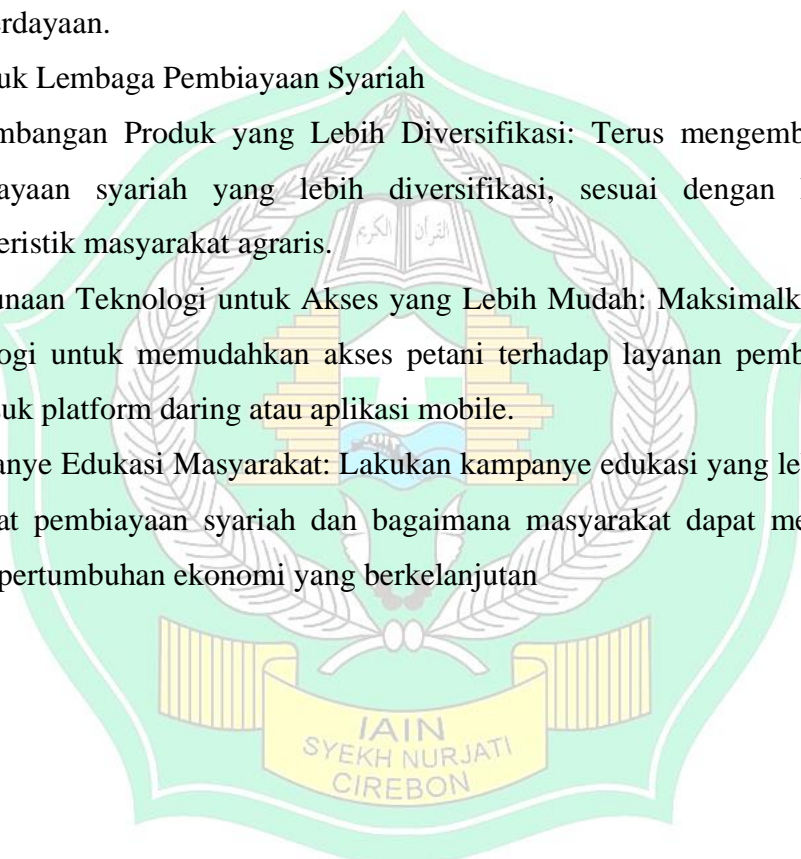 erdayaan.
uk Lembaga Pembiayaan Syariah
mbangan Produk yang Lebih Diversifikasi: Terus mengemb
ayaan syariah yang lebih diversifikasi, sesuai dengan
eristik masyarakat agraris.
القرآن الكريم
unaan Teknologi untuk Akses yang Lebih Mudah: Maksimalk
ogi untuk memudahkan akses petani terhadap layanan pemb
uk platform daring atau aplikasi mobile.
anye Edukasi Masyarakat: Lakukan kampanye edukasi yang le
at pembiayaan syariah dan bagaimana masyarakat dapat me
pertumbuhan ekonomi yang berkelanjutan
IAIN
SYEKH NURJATI
CIREBON